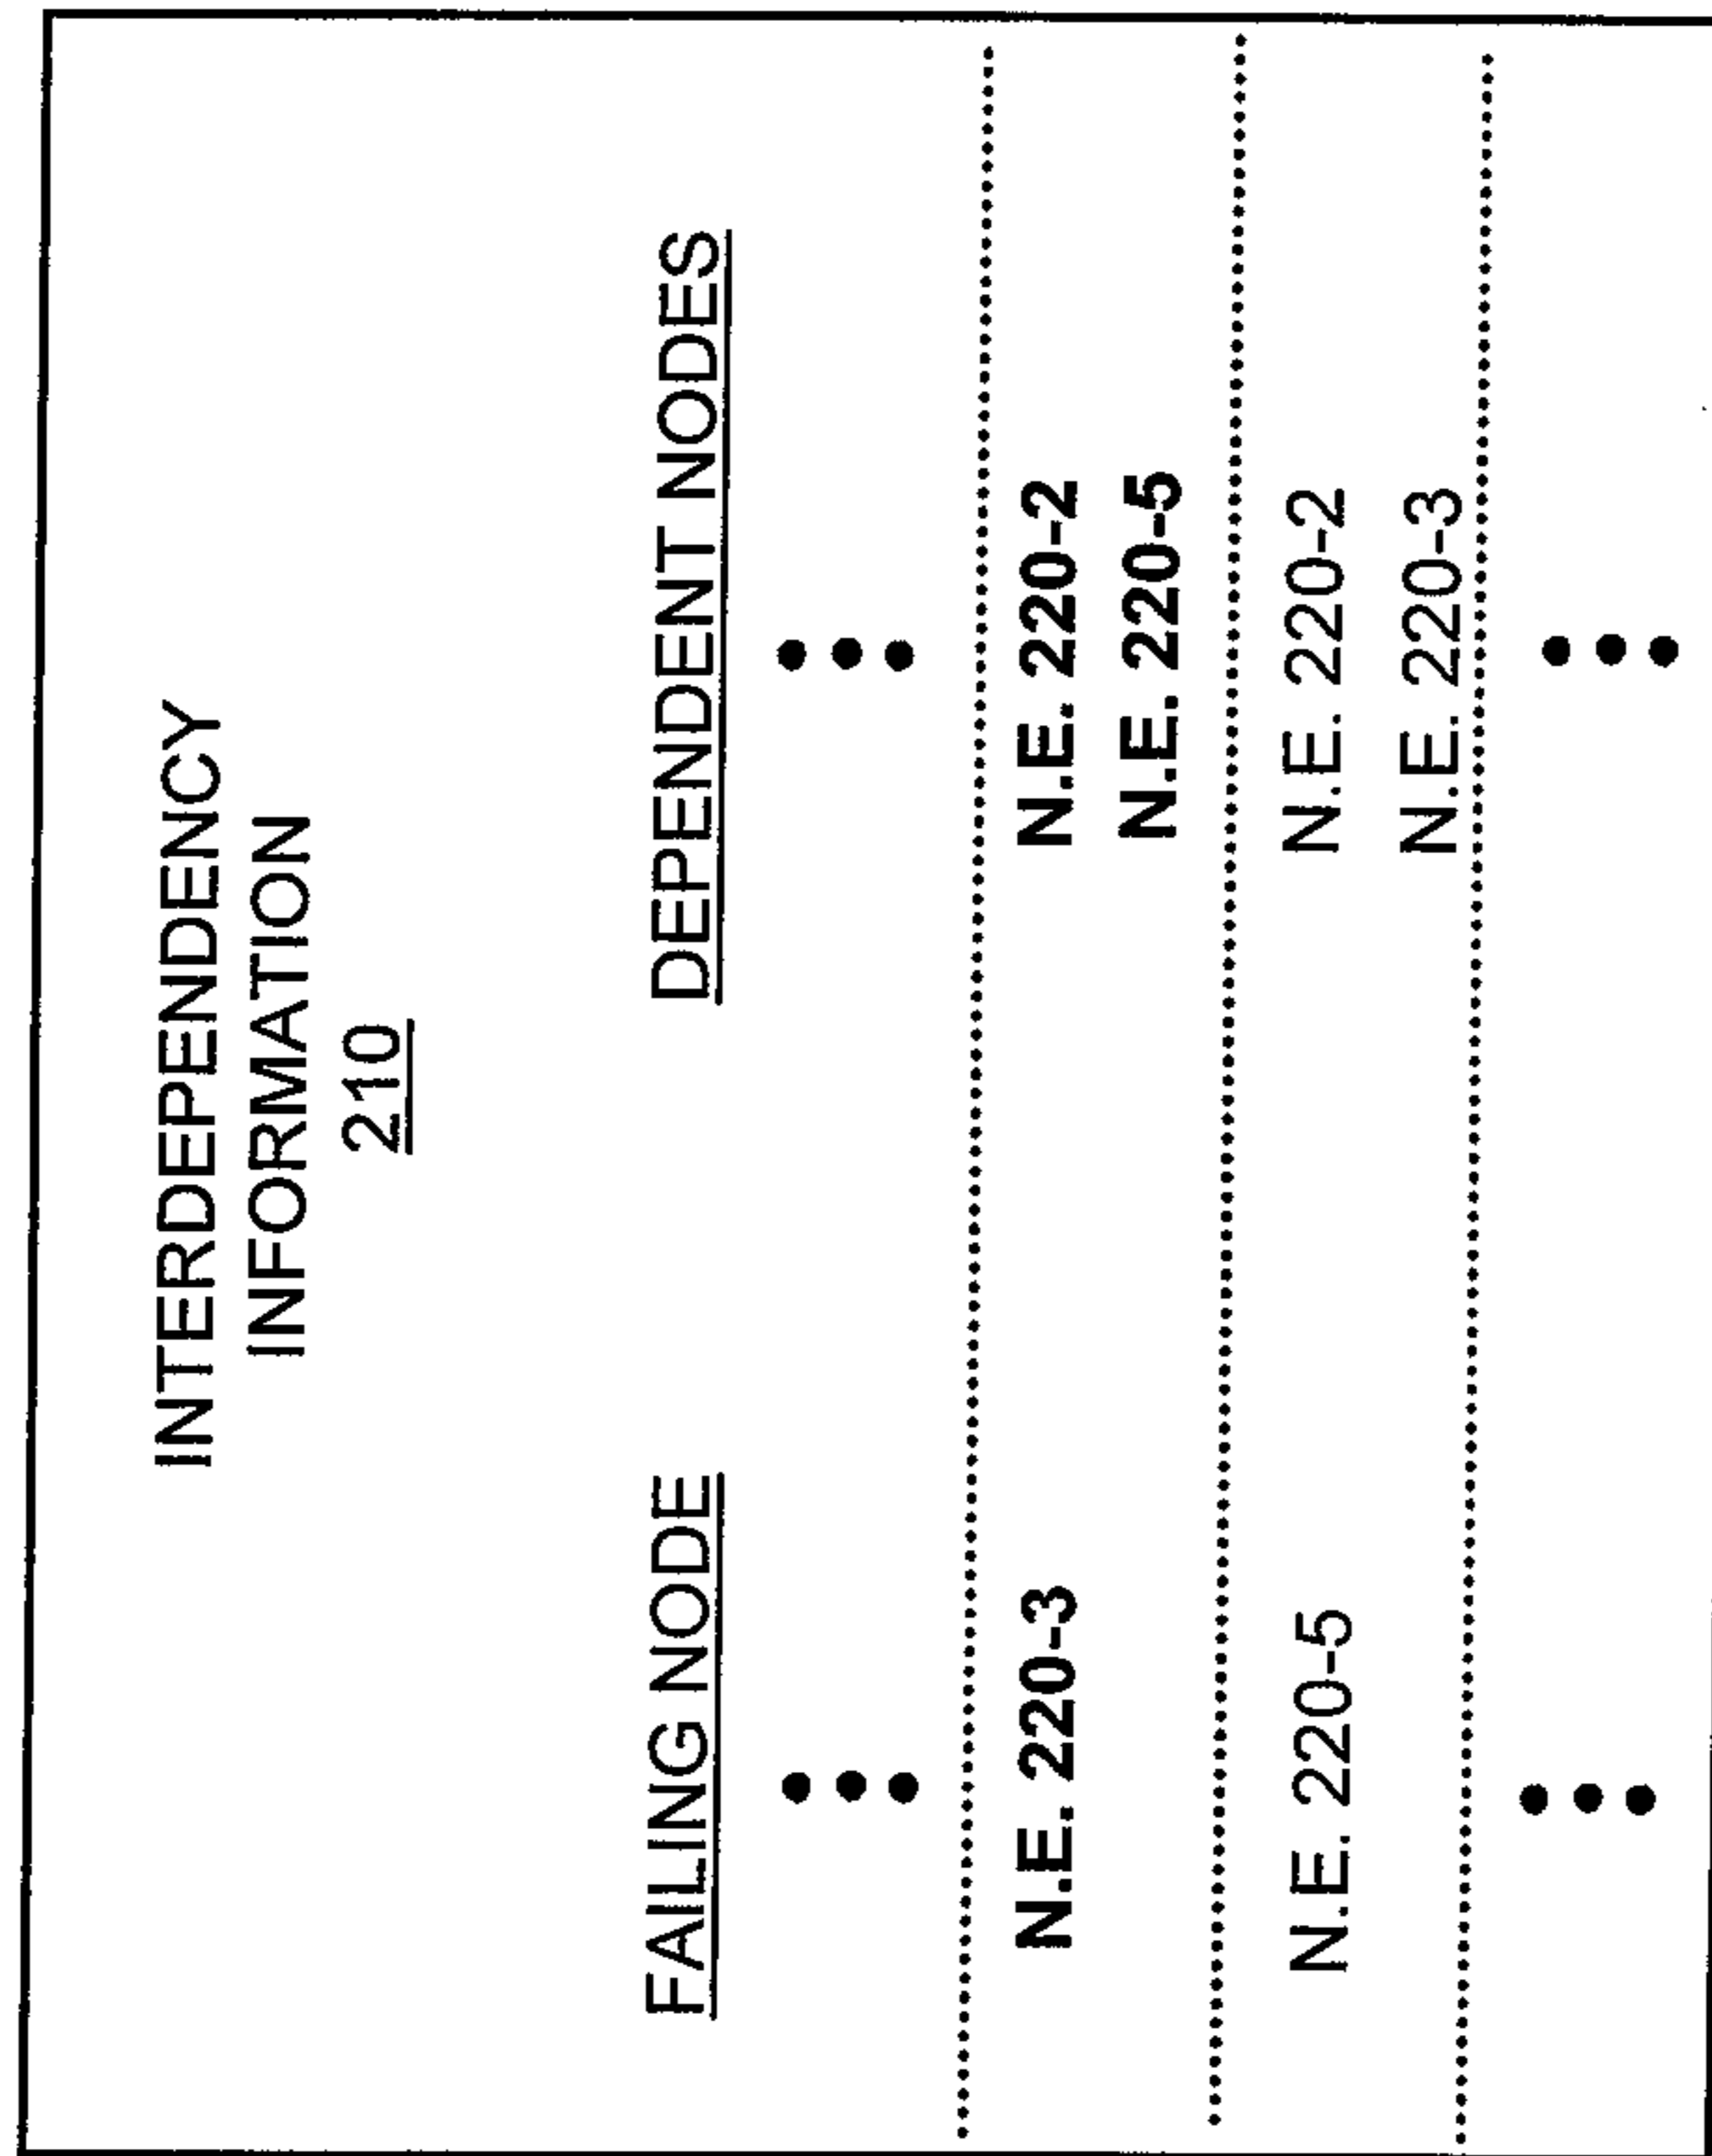 INTERDEPENDENCY
INFORMATION
210
FAILING NODE DEPENDENT NODES
N.E. 220-3 N.E. 220-2
N.E. 220-5
N.E. 220-5 N.E. 220-2
N.E. 220-3